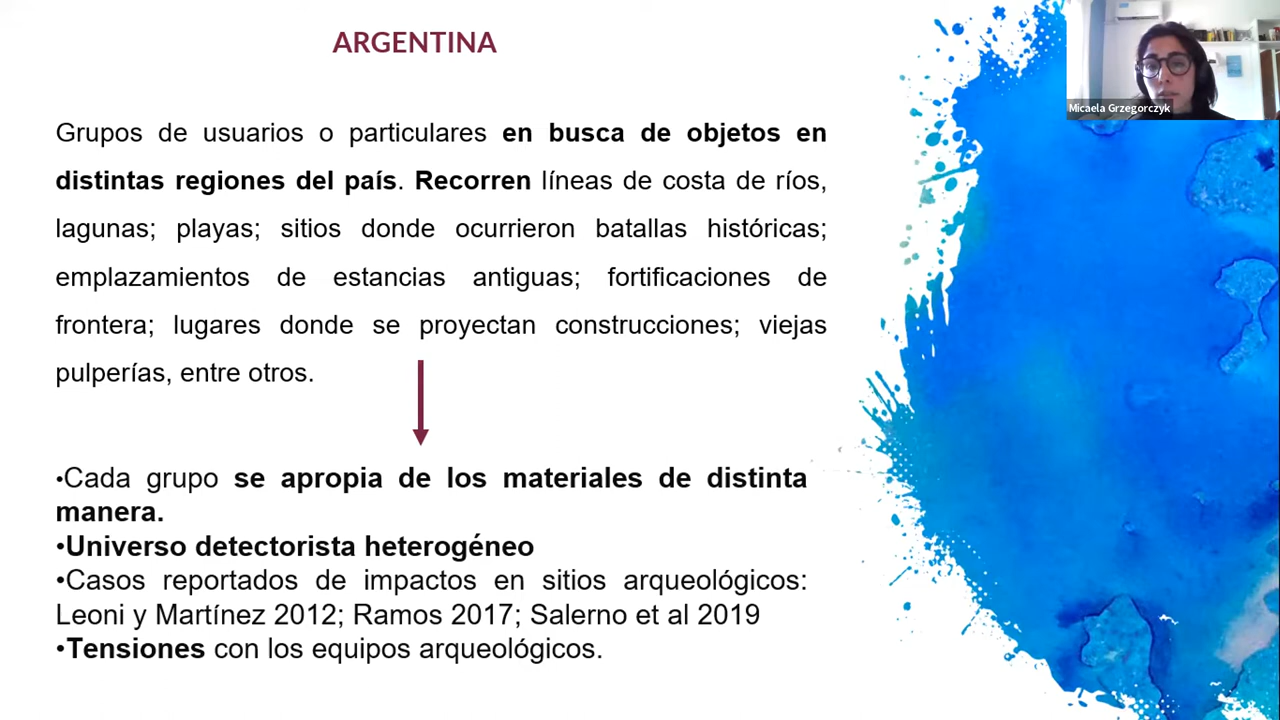 ARGENTINA
Micaela Grzegorczyk
Grupos de usuarios o particulares en busca de objetos en
distintas regiones del país. Recorren líneas de costa de ríos,
lagunas; playas; sitios donde ocurrieron batallas históricas;
emplazamientos de estancias antiguas; fortificaciones de
frontera; lugares donde se proyectan construcciones; viejas
pulperías, entre otros.
•Cada grupo se apropia de los materiales de distinta
manera.
•Universo detectorista heterogéneo
•Casos reportados de impactos en sitios arqueológicos:
Leoni y Martínez 2012; Ramos 2017; Salerno et al 2019
•Tensiones con los equipos arqueológicos.